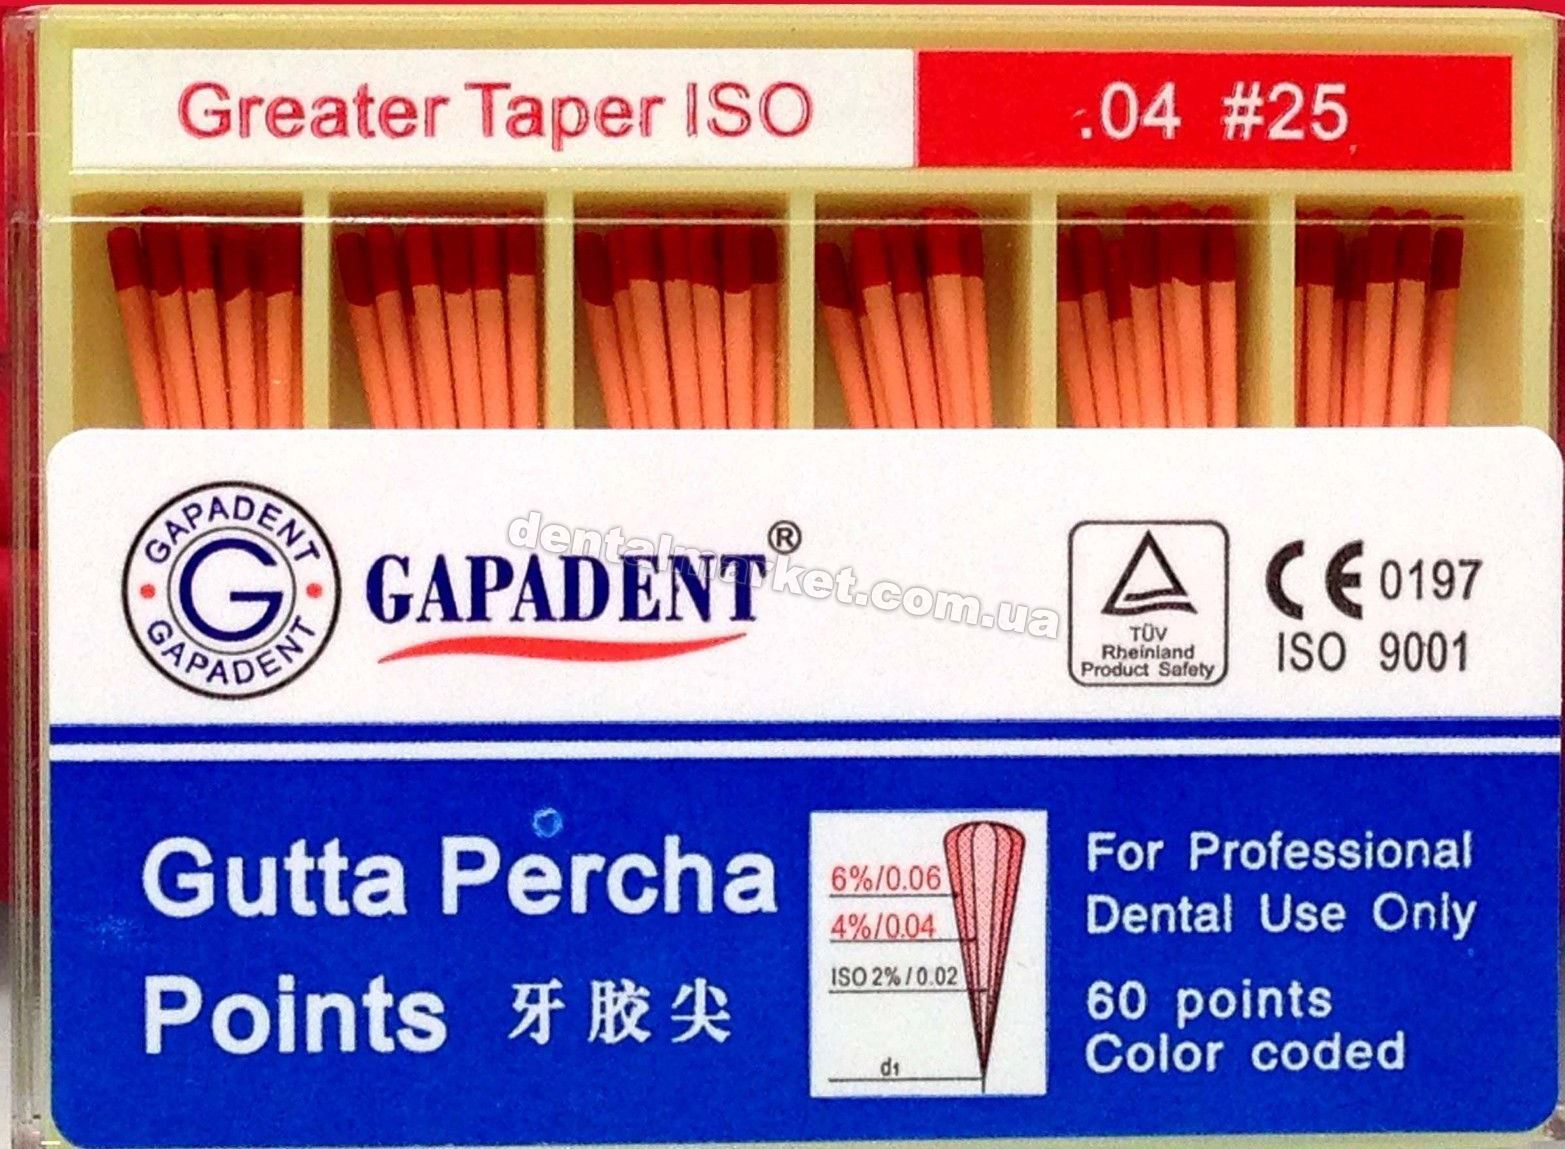 Greater Taper ISO .04 #25
GAPADENT
G
GAPADENT
GAPADENT®
dentalmarket.com.ua
TÜV
Rheinland
Product Safety
CE 0197
ISO 9001
Gutta Percha
Points 牙胶尖
6%/0.06
4%/0.04
ISO 2%/0.02
d1
For Professional
Dental Use Only
60 points
Color coded